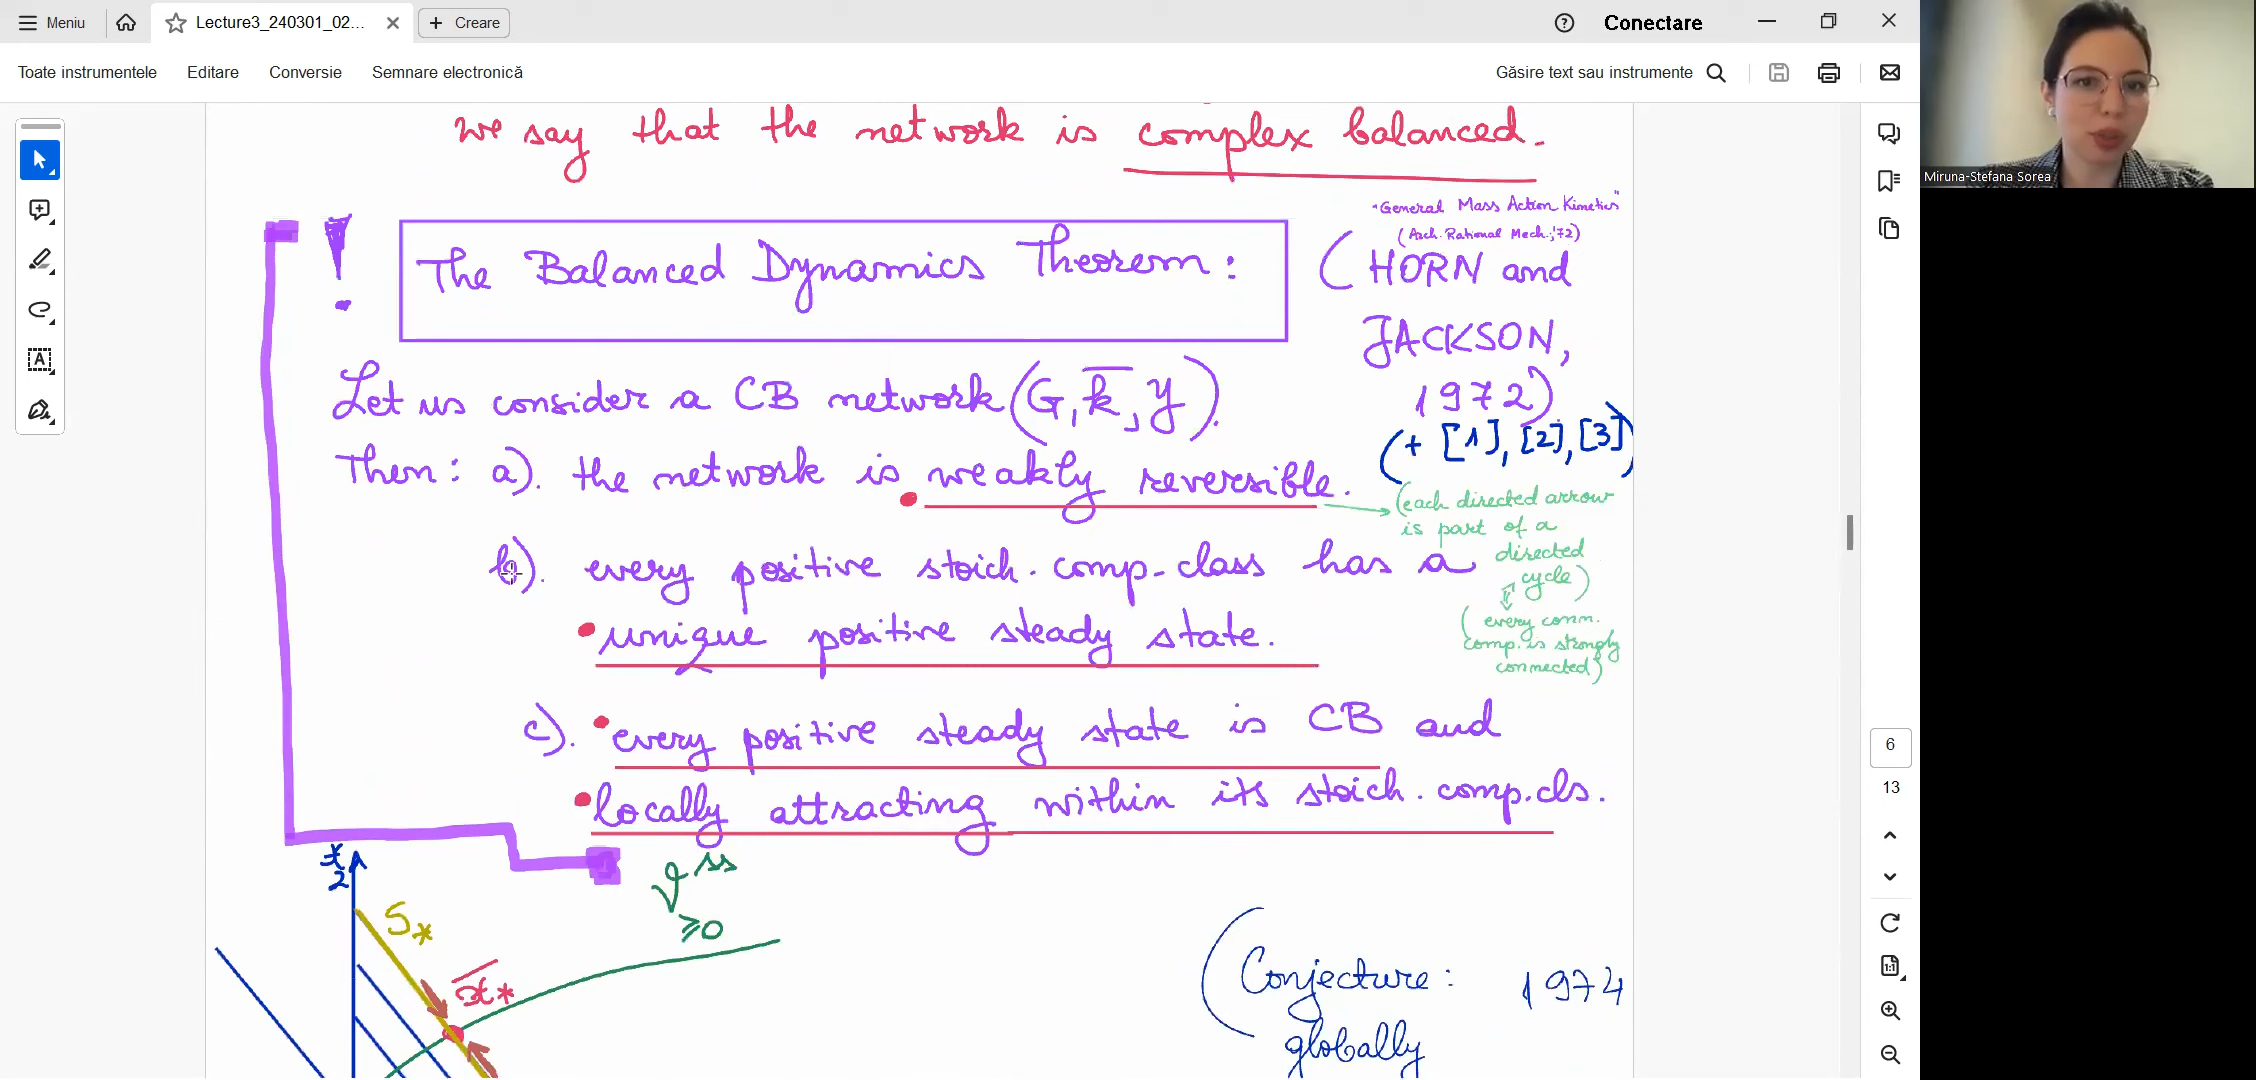 Meniu
Lecture3_240301_02...
Creare
Conectare
Toate instrumentele
Editare
Conversie
Semnare electronică
Găsire text sau instrumente
Miruna-Stefana Sorea
we say that the network is complex balanced.
"General Mass Action Kinetics"
(Arch. Rational Mech., '72)
! The Balanced Dynamics Theorem:
(HORN and
JACKSON,
1972)
(+ [1], [2], [3])
Let us consider a CB network (G, k, y).
Then: a). the network is weakly reversible.
(each directed arrow
is part of a
directed
cycle)
⇕
(every conn.
comp. is strongly
connected)
b). every positive stoich. comp. class has a
unique positive steady state.
c). every positive steady state is CB and
locally attracting within its stoich. comp. cls.
x2
S*
x̄*
V ss ≥0
(Conjecture: 1974
globally
6
13
1:1